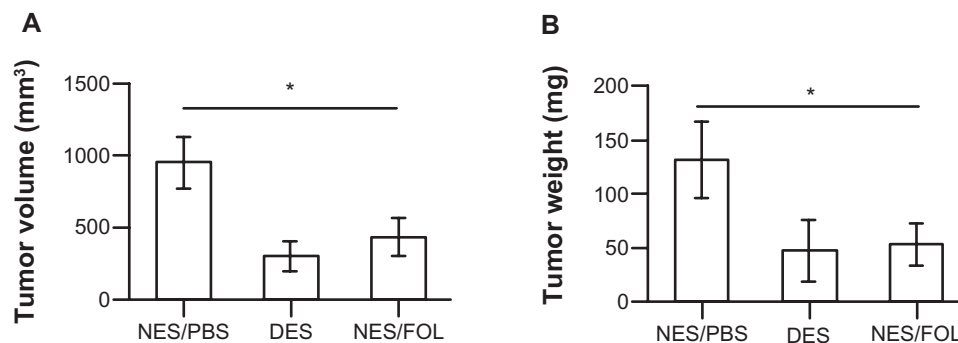 A
Tumor volume (mm³)
1500
1000
500
0
*
NES/PBS DES NES/FOL
B
Tumor weight (mg)
200
150
100
50
0
*
NES/PBS DES NES/FOL